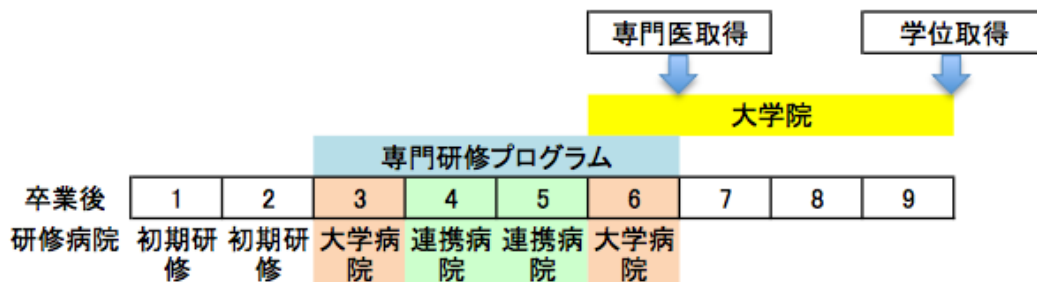 専門医取得 学位取得
大学院
専門研修プログラム
卒業後 1 2 3 4 5 6 7 8 9
研修病院 初期研修 初期研修 大学病院 連携病院 連携病院 大学病院